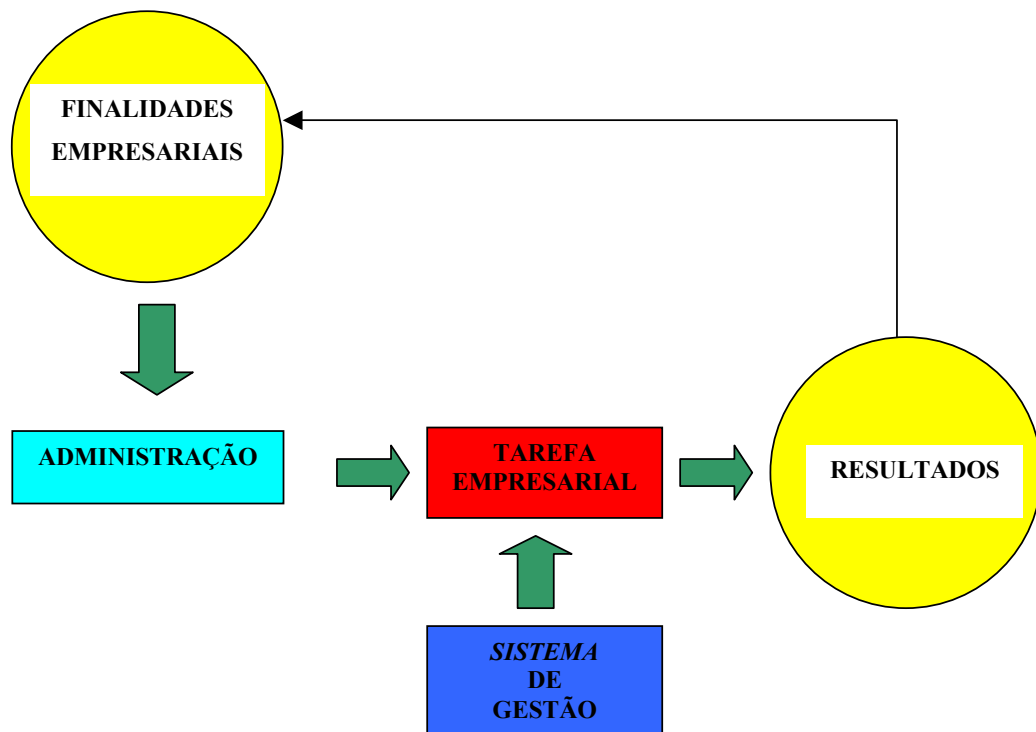 FINALIDADES
EMPRESARIAIS
ADMINISTRAÇÃO
TAREFA
EMPRESARIAL
RESULTADOS
SISTEMA
DE
GESTÃO